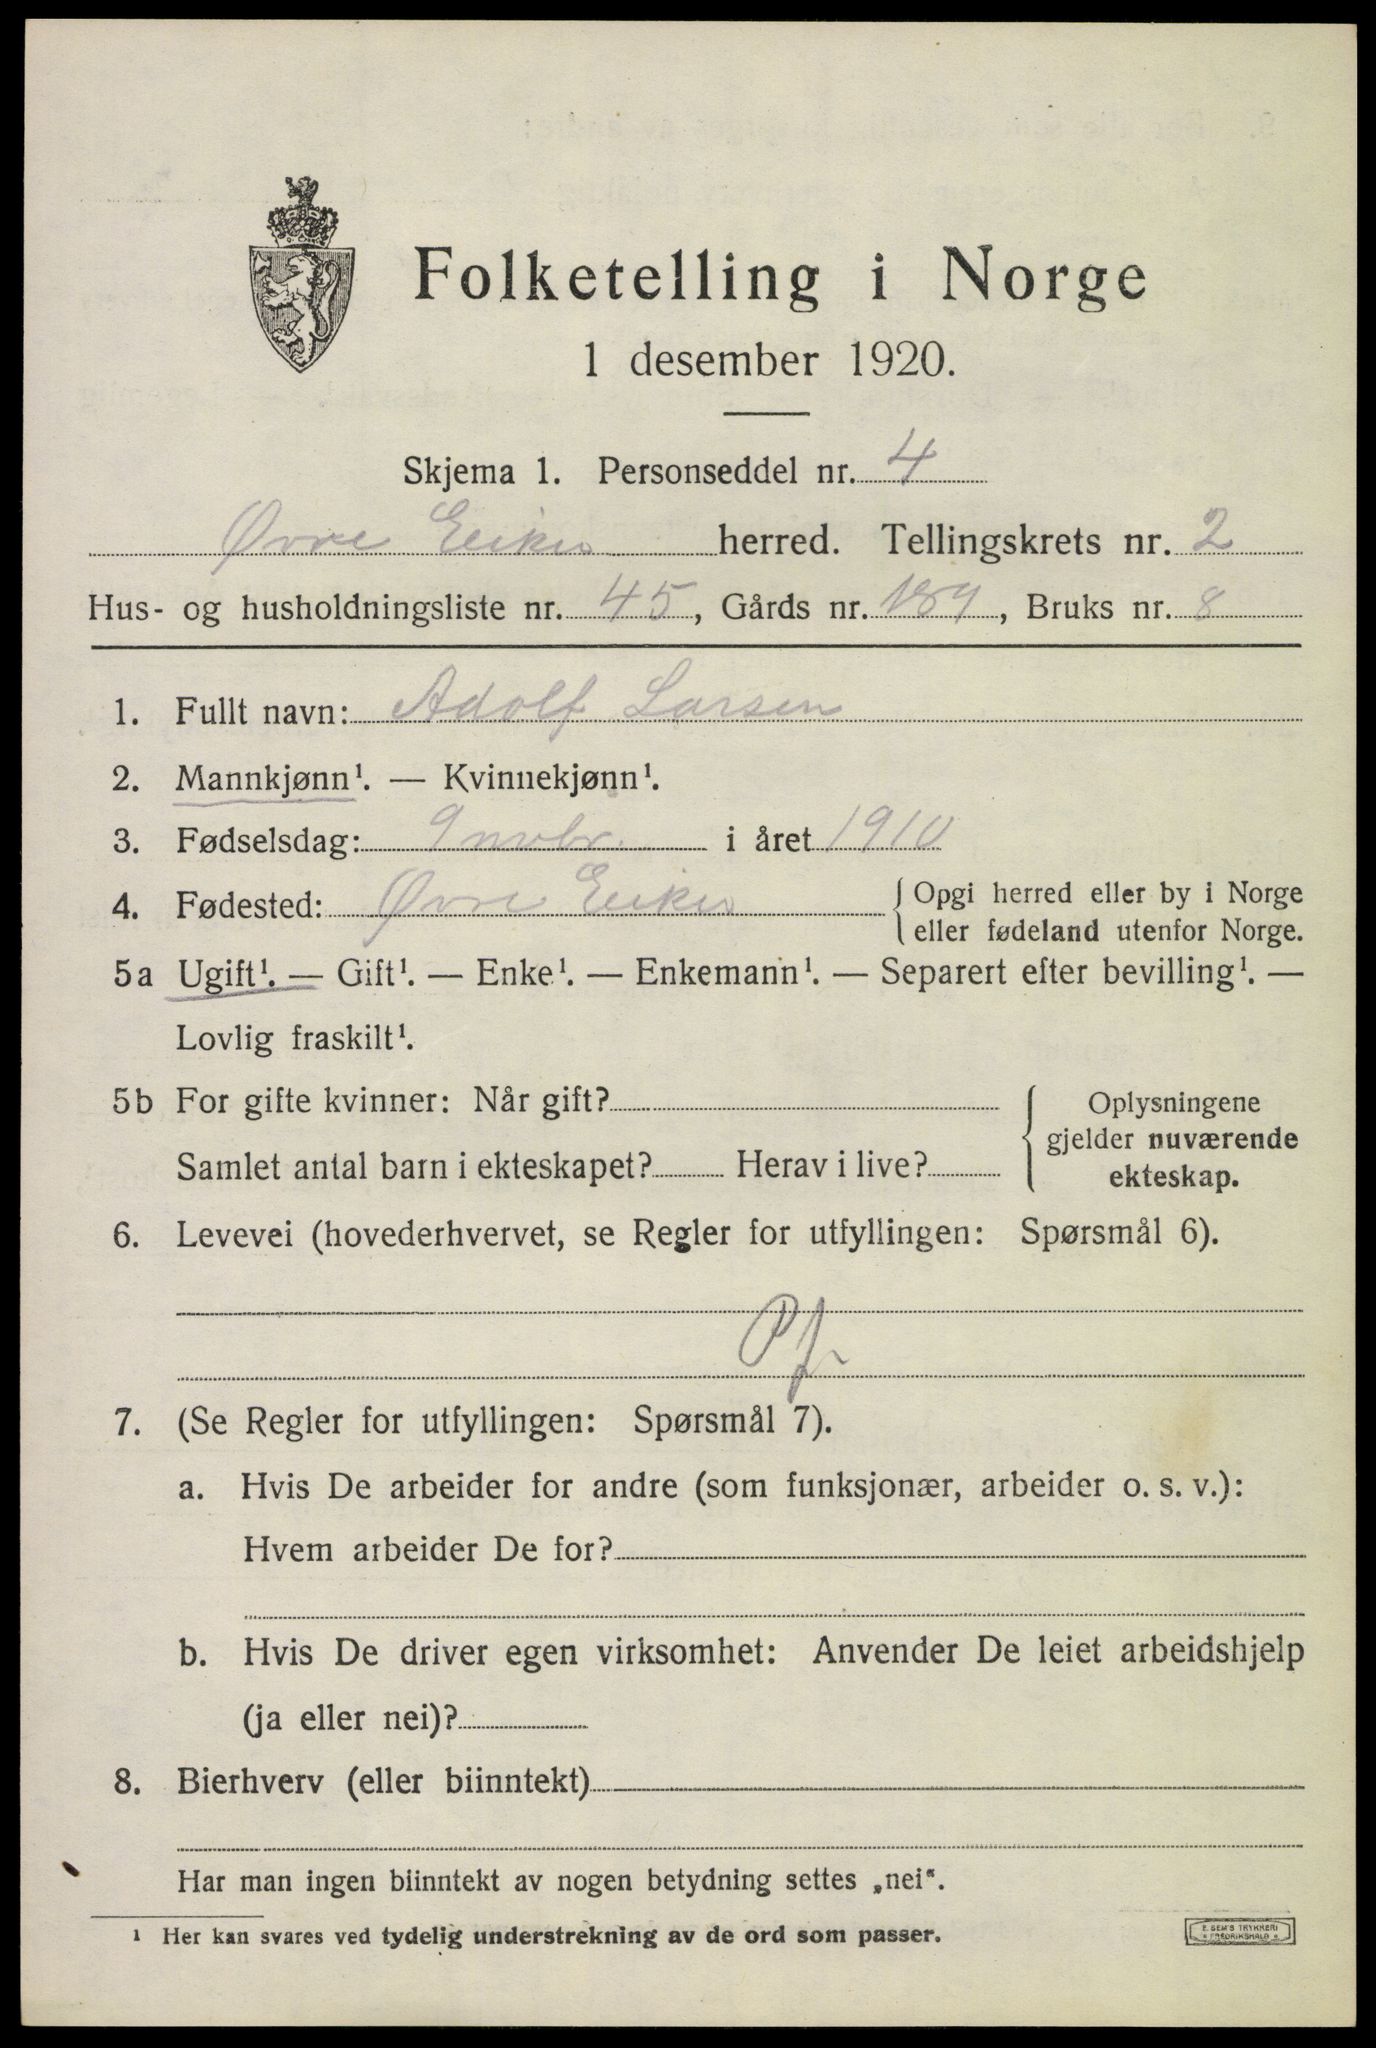 Folketelling i Norge
1 desember 1920.
Skjema 1. Personseddel nr. 4
Øvre Eiker herred. Tellingskrets nr. 2
Hus- og husholdningsliste nr. 45, Gårds nr. 189, Bruks nr. 8
1. Fullt navn: Adolf Larsen
2. Mannkjønn¹. — Kvinnekjønn¹.
3. Fødselsdag: 9 novbr. i året 1910
4. Fødested: Øvre Eiker { Opgi herred eller by i Norge
eller fødeland utenfor Norge.
5a Ugift¹. — Gift¹. — Enke¹. — Enkemann¹. — Separert efter bevilling¹. —
Lovlig fraskilt¹.
5b For gifte kvinner: Når gift?
Samlet antal barn i ekteskapet? Herav i live?
{ Oplysningene
gjelder nuværende
ekteskap.
6. Levevei (hovederhvervet, se Regler for utfyllingen: Spørsmål 6).
Pf.
7. (Se Regler for utfyllingen: Spørsmål 7).
a. Hvis De arbeider for andre (som funksjonær, arbeider o. s. v.):
Hvem arbeider De for?
b. Hvis De driver egen virksomhet: Anvender De leiet arbeidshjelp
(ja eller nei)?
8. Bierhverv (eller biinntekt)
Har man ingen biinntekt av nogen betydning settes „nei“.
¹ Her kan svares ved tydelig understrekning av de ord som passer.
E. SEM'S TRYKKERI
FREDRIKSHALD